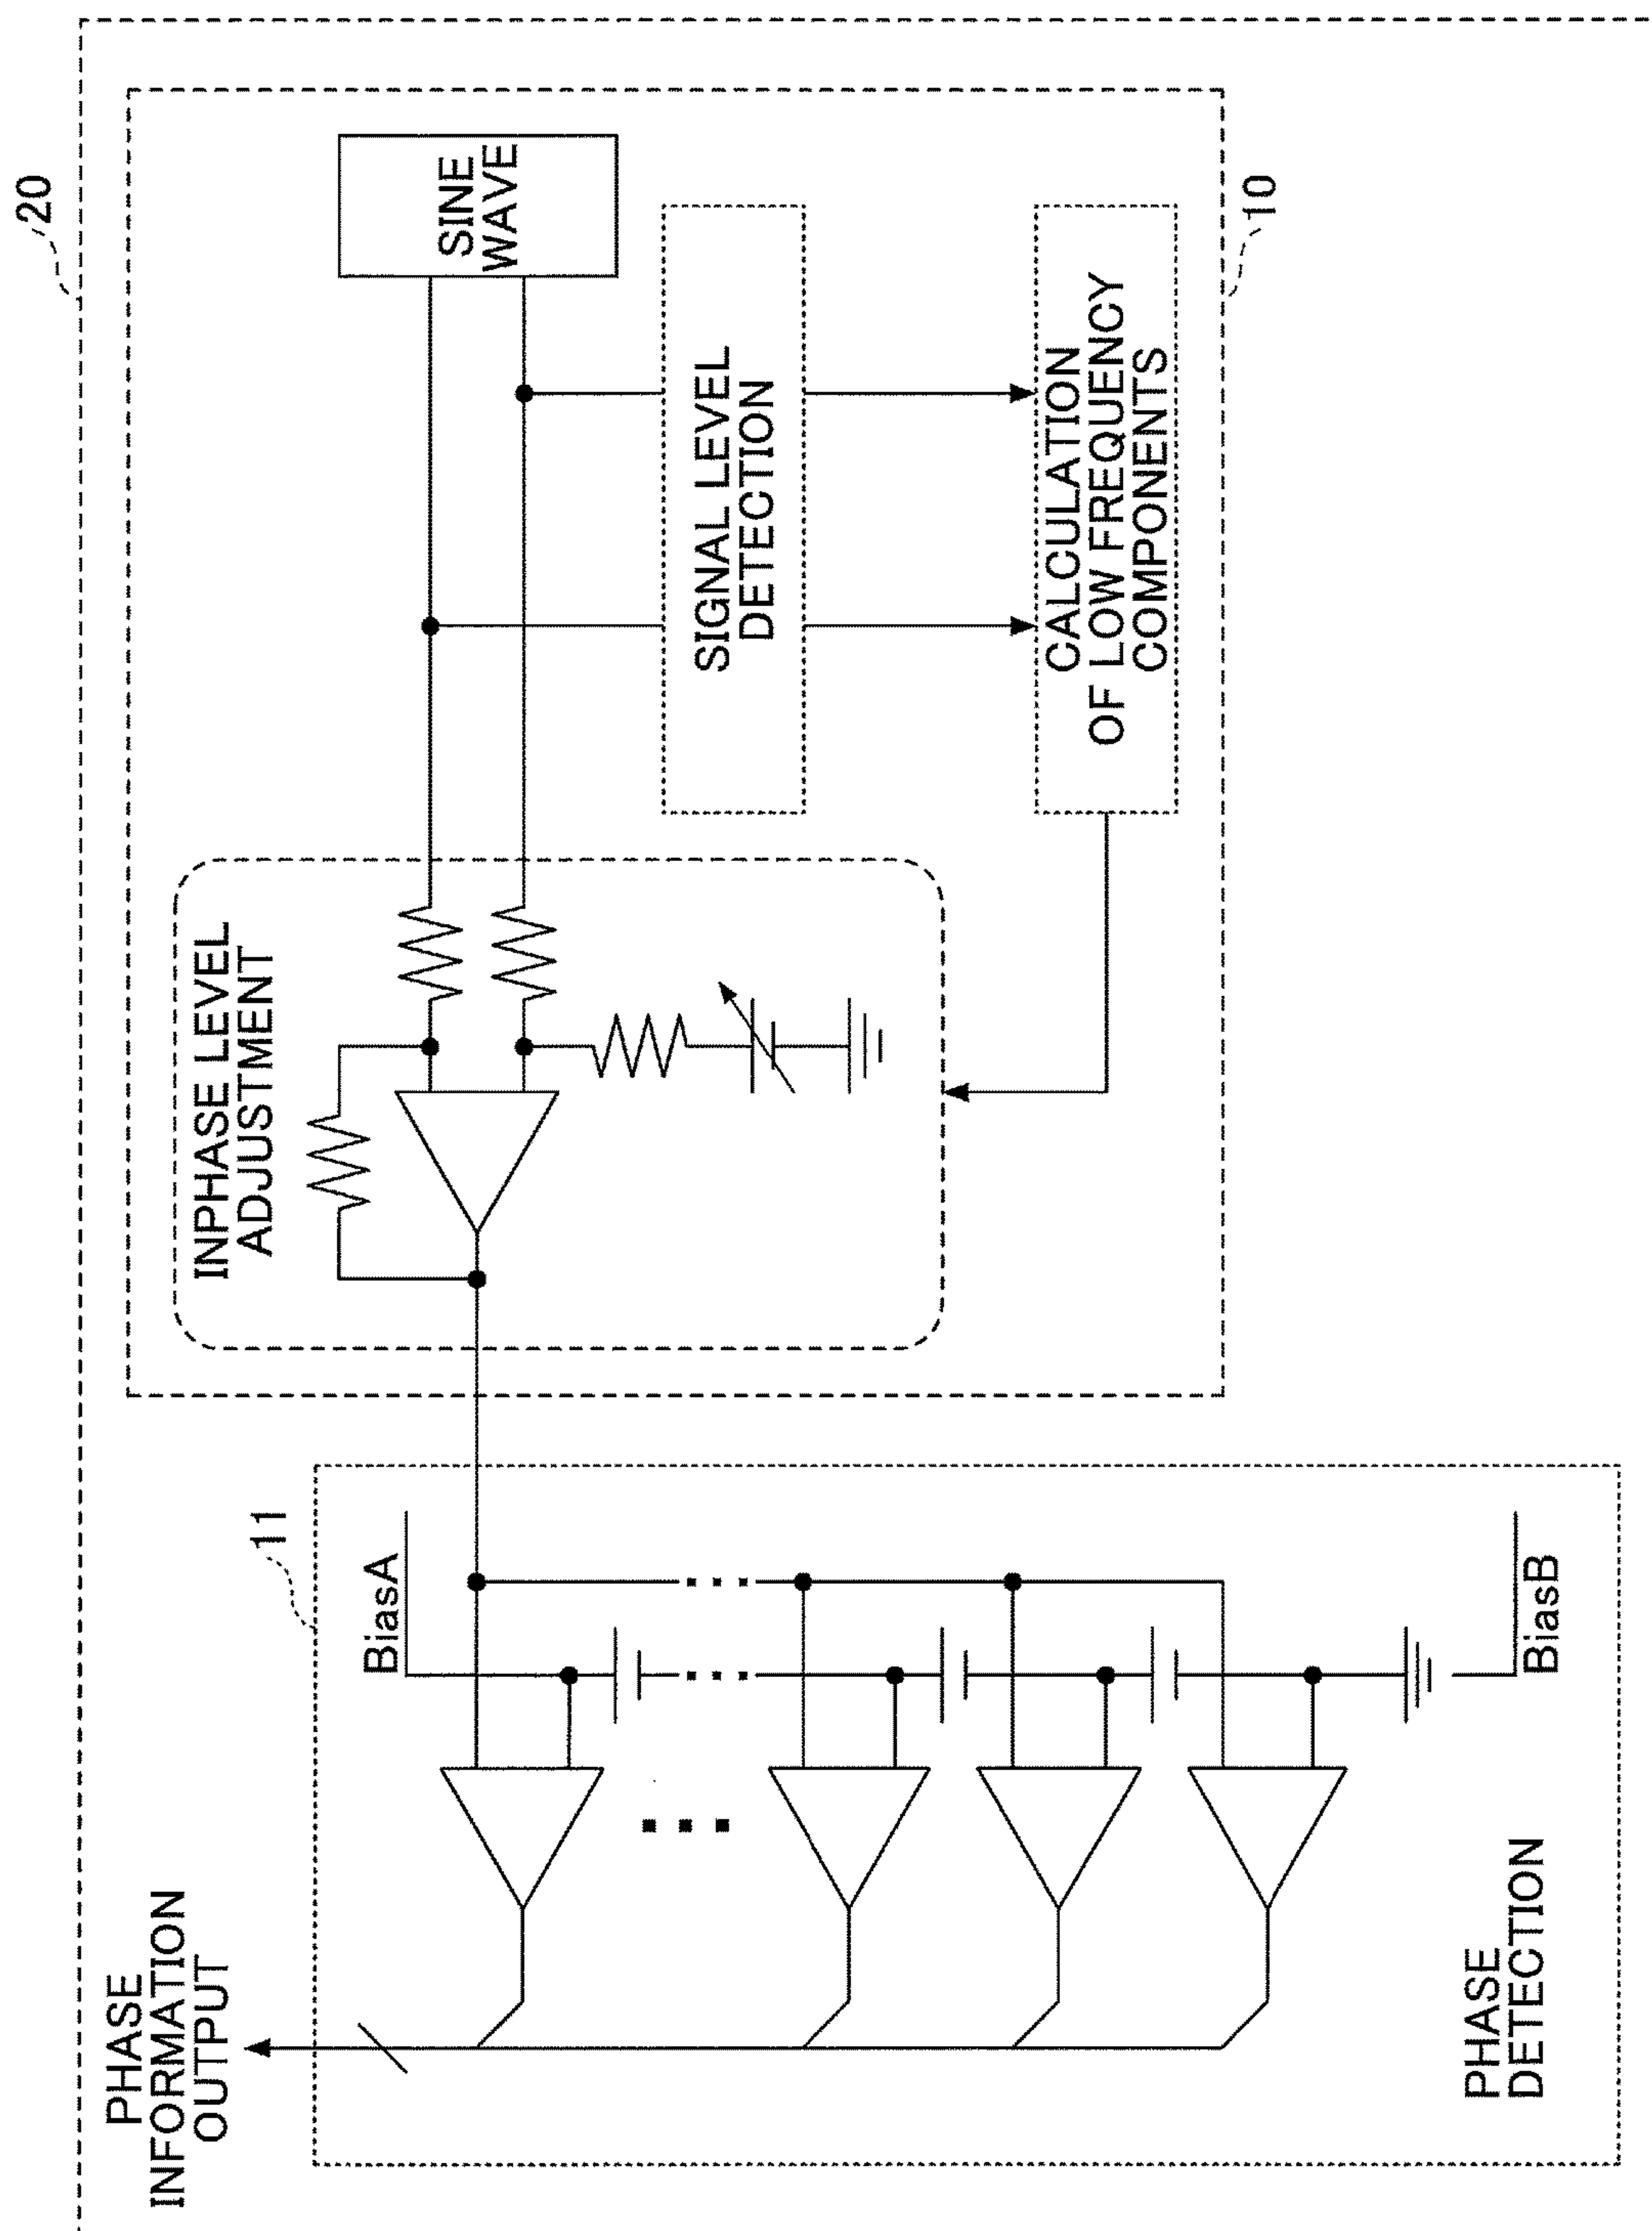 20
SINE
WAVE
SIGNAL LEVEL
DETECTION
CALCULATION
OF LOW FREQUENCY
COMPONENTS
10
INPHASE LEVEL
ADJUSTMENT
11
BiasA
BiasB
PHASE
INFORMATION
OUTPUT
PHASE
DETECTION